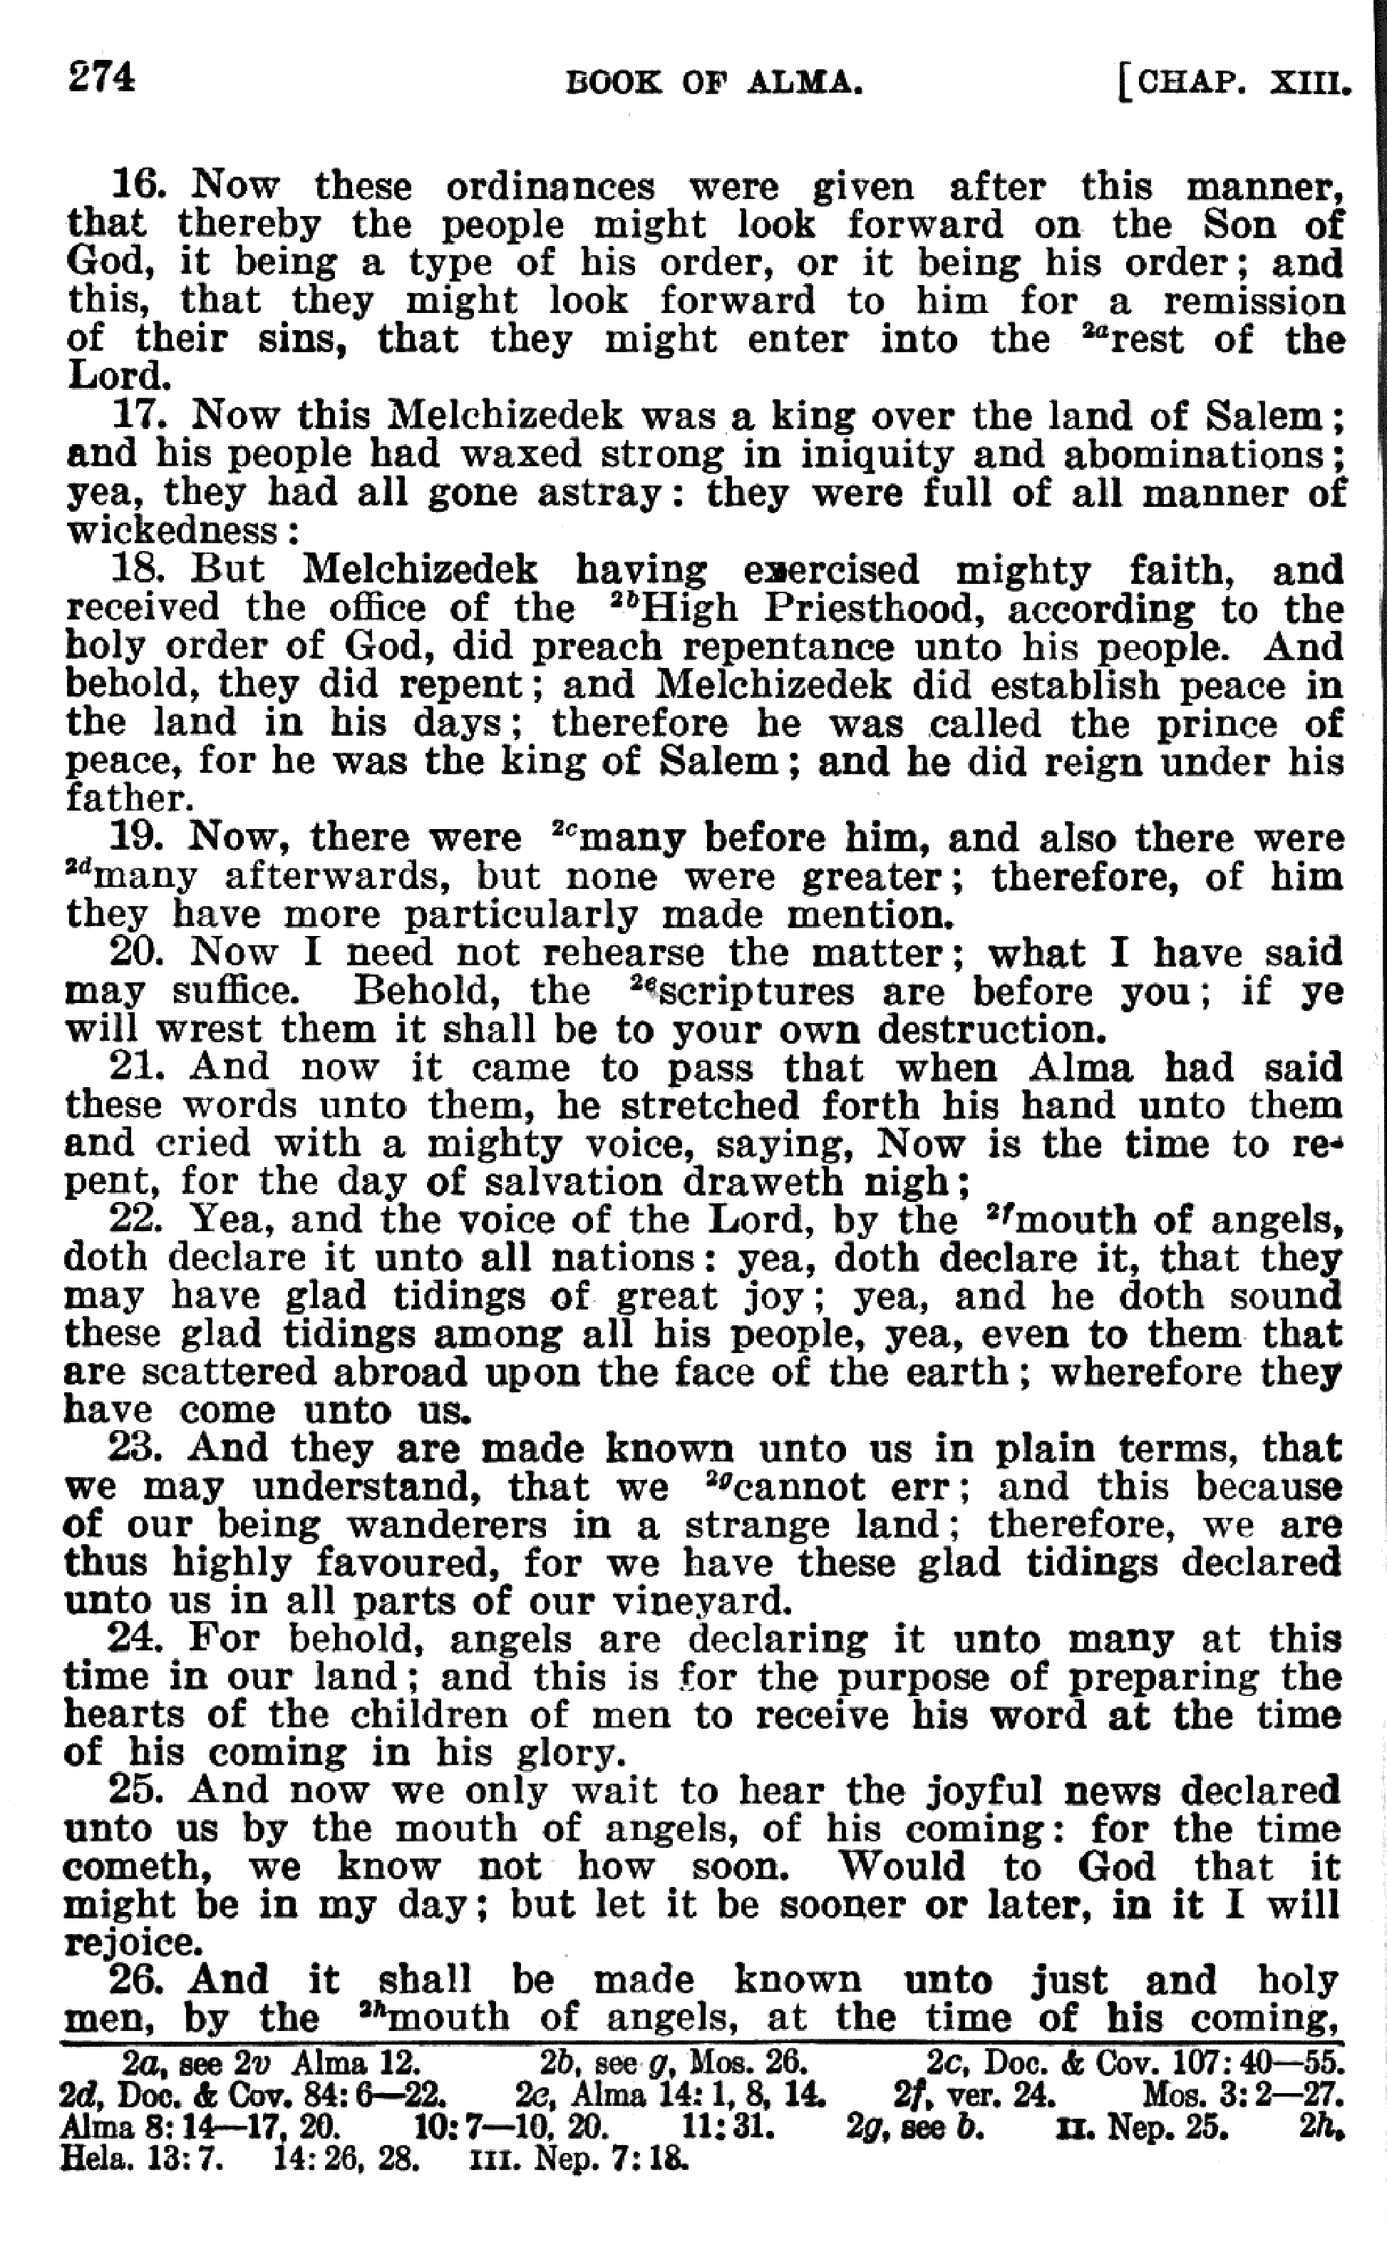 274 BOOK OF ALMA. [CHAP. XIII.
16. Now these ordinances were given after this manner,
that thereby the people might look forward on the Son of
God, it being a type of his order, or it being his order; and
this, that they might look forward to him for a remission
of their sins, that they might enter into the 2arest of the
Lord.
17. Now this Melchizedek was a king over the land of Salem;
and his people had waxed strong in iniquity and abominations;
yea, they had all gone astray: they were full of all manner of
wickedness:
18. But Melchizedek having exercised mighty faith, and
received the office of the 2bHigh Priesthood, according to the
holy order of God, did preach repentance unto his people. And
behold, they did repent; and Melchizedek did establish peace in
the land in his days; therefore he was called the prince of
peace, for he was the king of Salem; and he did reign under his
father.
19. Now, there were 2cmany before him, and also there were
2dmany afterwards, but none were greater; therefore, of him
they have more particularly made mention.
20. Now I need not rehearse the matter; what I have said
may suffice. Behold, the 2escriptures are before you; if ye
will wrest them it shall be to your own destruction.
21. And now it came to pass that when Alma had said
these words unto them, he stretched forth his hand unto them
and cried with a mighty voice, saying, Now is the time to re-
pent, for the day of salvation draweth nigh;
22. Yea, and the voice of the Lord, by the 2fmouth of angels,
doth declare it unto all nations: yea, doth declare it, that they
may have glad tidings of great joy; yea, and he doth sound
these glad tidings among all his people, yea, even to them that
are scattered abroad upon the face of the earth; wherefore they
have come unto us.
23. And they are made known unto us in plain terms, that
we may understand, that we 2gcannot err; and this because
of our being wanderers in a strange land; therefore, we are
thus highly favoured, for we have these glad tidings declared
unto us in all parts of our vineyard.
24. For behold, angels are declaring it unto many at this
time in our land; and this is for the purpose of preparing the
hearts of the children of men to receive his word at the time
of his coming in his glory.
25. And now we only wait to hear the joyful news declared
unto us by the mouth of angels, of his coming: for the time
cometh, we know not how soon. Would to God that it
might be in my day; but let it be sooner or later, in it I will
rejoice.
26. And it shall be made known unto just and holy
men, by the 2hmouth of angels, at the time of his coming,
2a, see 2v Alma 12. 2b, see g, Mos. 26. 2c, Doc. & Cov. 107: 40—55.
2d, Doc. & Cov. 84: 6—22. 2e, Alma 14: 1, 8, 14. 2f, ver. 24. Mos. 3: 2—27.
Alma 8: 14—17, 20. 10: 7—10, 20. 11: 31. 2g, see b. II. Nep. 25. 2h,
Hela. 13: 7. 14: 26, 28. III. Nep. 7: 18.